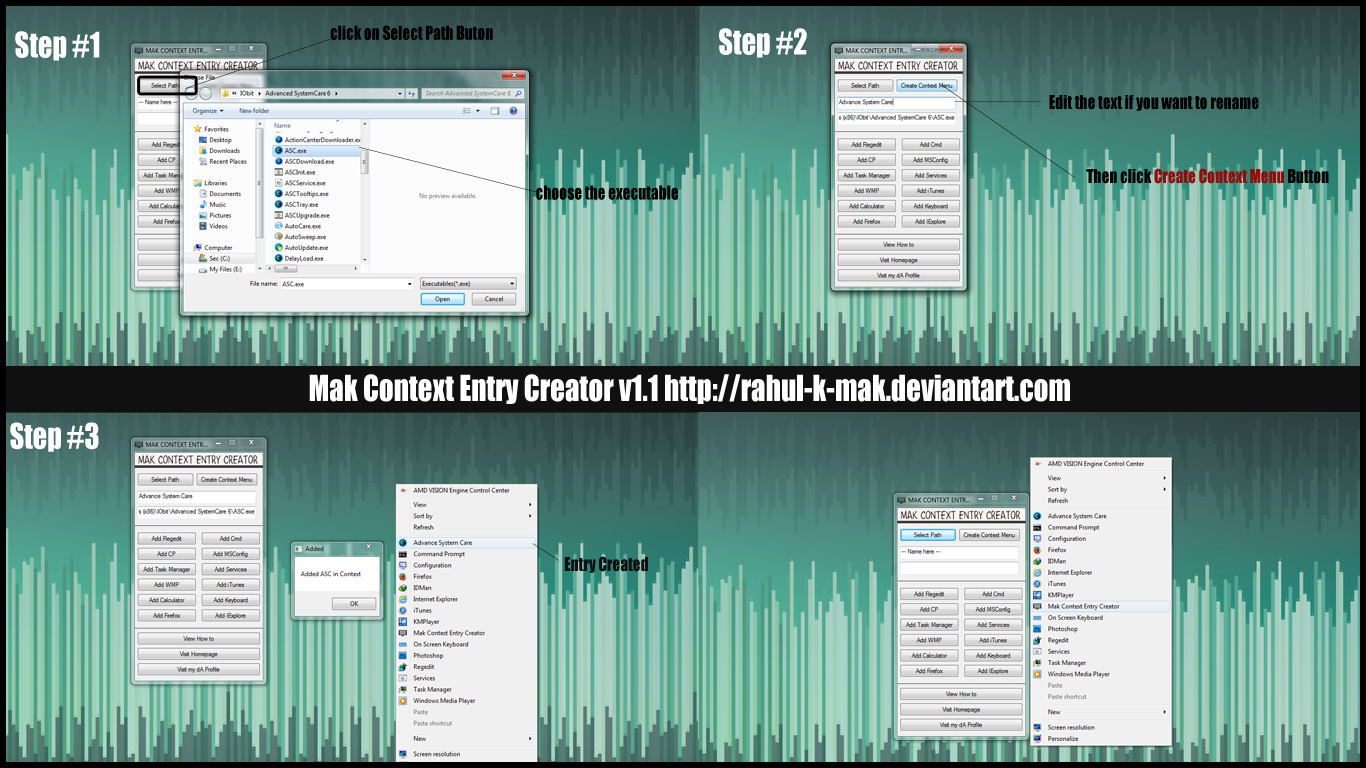 Step #1
click on Select Path Buton
MAK CONTEXT ENTR...
MAK CONTEXT ENTRY CREATOR
Select Path
-- Name here --
Add Regedit
Add CP
Add Task Mana
Add WMP
Add Calculato
Add Firefox
IObit
Advanced SystemCare 6
Search Advanced SystemCare 6
Organize
New folder
Favorites
Desktop
Downloads
Recent Places
Libraries
Documents
Music
Pictures
Videos
Computer
Sec (C:)
My Files (E:)
Name
ActionCenterDownloader.ex
ASC.exe
ASCDownload.exe
ASCInit.exe
ASCService.exe
ASCTooltips.exe
ASCTray.exe
ASCUpgrade.exe
AutoCare.exe
AutoSweep.exe
AutoUpdate.exe
DelayLoad.exe
No preview available.
File name: ASC.exe
Executables(*.exe)
Open
Cancel
choose the executable
Step #2
MAK CONTEXT ENTR...
MAK CONTEXT ENTRY CREATOR
Select Path
Create Context Menu
Advance System Care
s (x86)\IObit\Advanced SystemCare 6\ASC.exe
Add Regedit
Add Cmd
Add CP
Add MSConfig
Add Task Manager
Add Services
Add WMP
Add iTunes
Add Calculator
Add Keyboard
Add Firefox
Add IExplore
View How to
Visit Homepage
Visit my dA Profile
Edit the text if you want to rename
Then click Create Context Menu Button
Mak Context Entry Creator v1.1 http://rahul-k-mak.deviantart.com
Step #3
MAK CONTEXT ENTR...
MAK CONTEXT ENTRY CREATOR
Select Path
Create Context Menu
Advance System Care
s (x86)\IObit\Advanced SystemCare 6\ASC.exe
Add Regedit
Add Cmd
Add CP
Add MSConfig
Add Task Manager
Add Services
Add WMP
Add iTunes
Add Calculator
Add Keyboard
Add Firefox
Add IExplore
View How to
Visit Homepage
Visit my dA Profile
Added
Added ASC in Context
OK
AMD VISION Engine Control Center
View
Sort by
Refresh
Advance System Care
Command Prompt
Configuration
Firefox
IDMan
Internet Explorer
iTunes
KMPlayer
Mak Context Entry Creator
On Screen Keyboard
Photoshop
Regedit
Services
Task Manager
Windows Media Player
Paste
Paste shortcut
New
Screen resolution
Entry Created
MAK CONTEXT ENTR...
MAK CONTEXT ENTRY CREATOR
Select Path
Create Context Menu
-- Name here --
Add Regedit
Add Cmd
Add CP
Add MSConfig
Add Task Manager
Add Services
Add WMP
Add iTunes
Add Calculator
Add Keyboard
Add Firefox
Add IExplore
View How to
Visit Homepage
Visit my dA Profile
AMD VISION Engine Control Center
View
Sort by
Refresh
Advance System Care
Command Prompt
Configuration
Firefox
IDMan
Internet Explorer
iTunes
KMPlayer
Mak Context Entry Creator
On Screen Keyboard
Photoshop
Regedit
Services
Task Manager
Windows Media Player
Paste
Paste shortcut
New
Screen resolution
Personalize